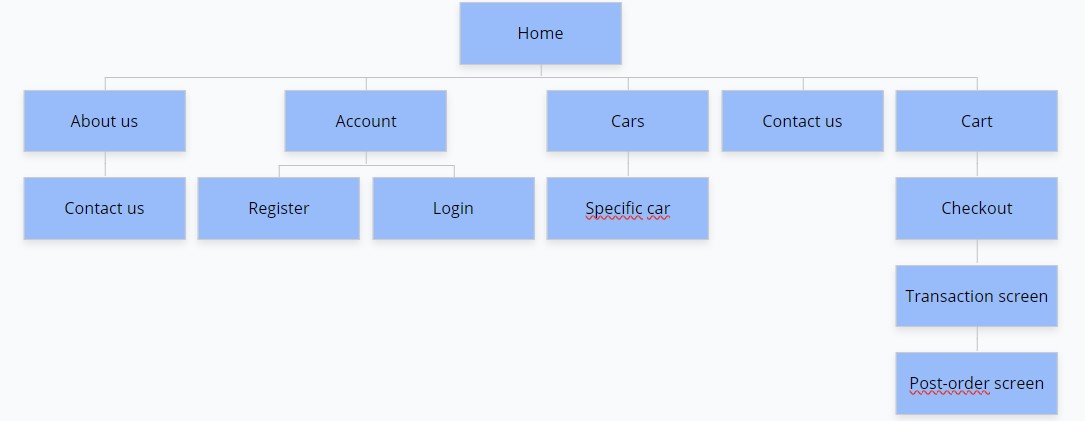 Home
About us
Account
Cars
Contact us
Cart
Contact us
Register
Login
Specific car
Checkout
Transaction screen
Post-order screen